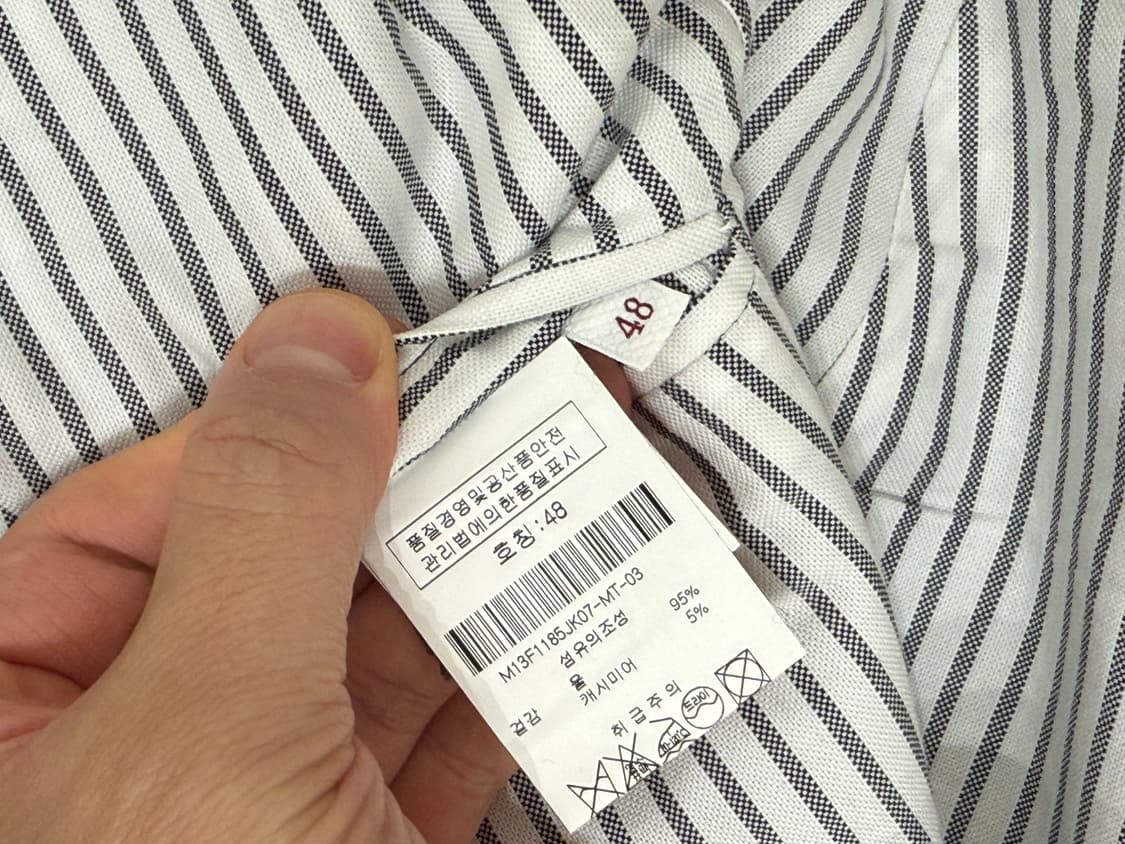 48
품질경영및공산품안전
관리법에의한품질표시
호칭:48
M13F1185JK07-MT-03
섬유의조성
겉감 울 95%
캐시미어 5%
취급주의
드라이